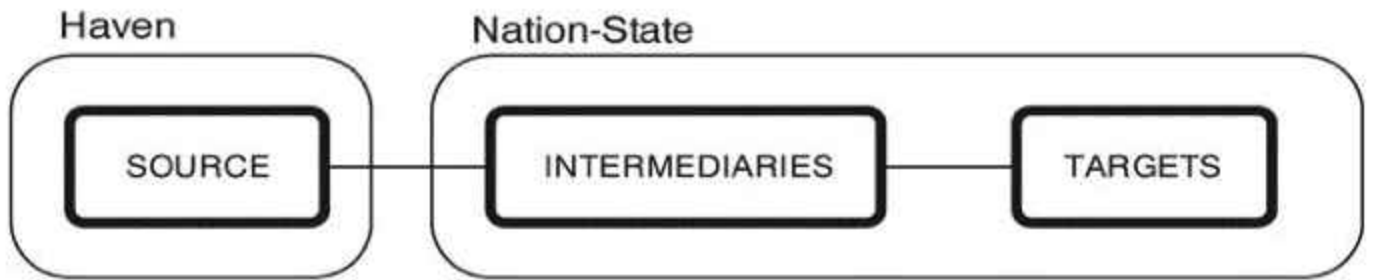 Haven
Nation-State
SOURCE
INTERMEDIARIES
TARGETS